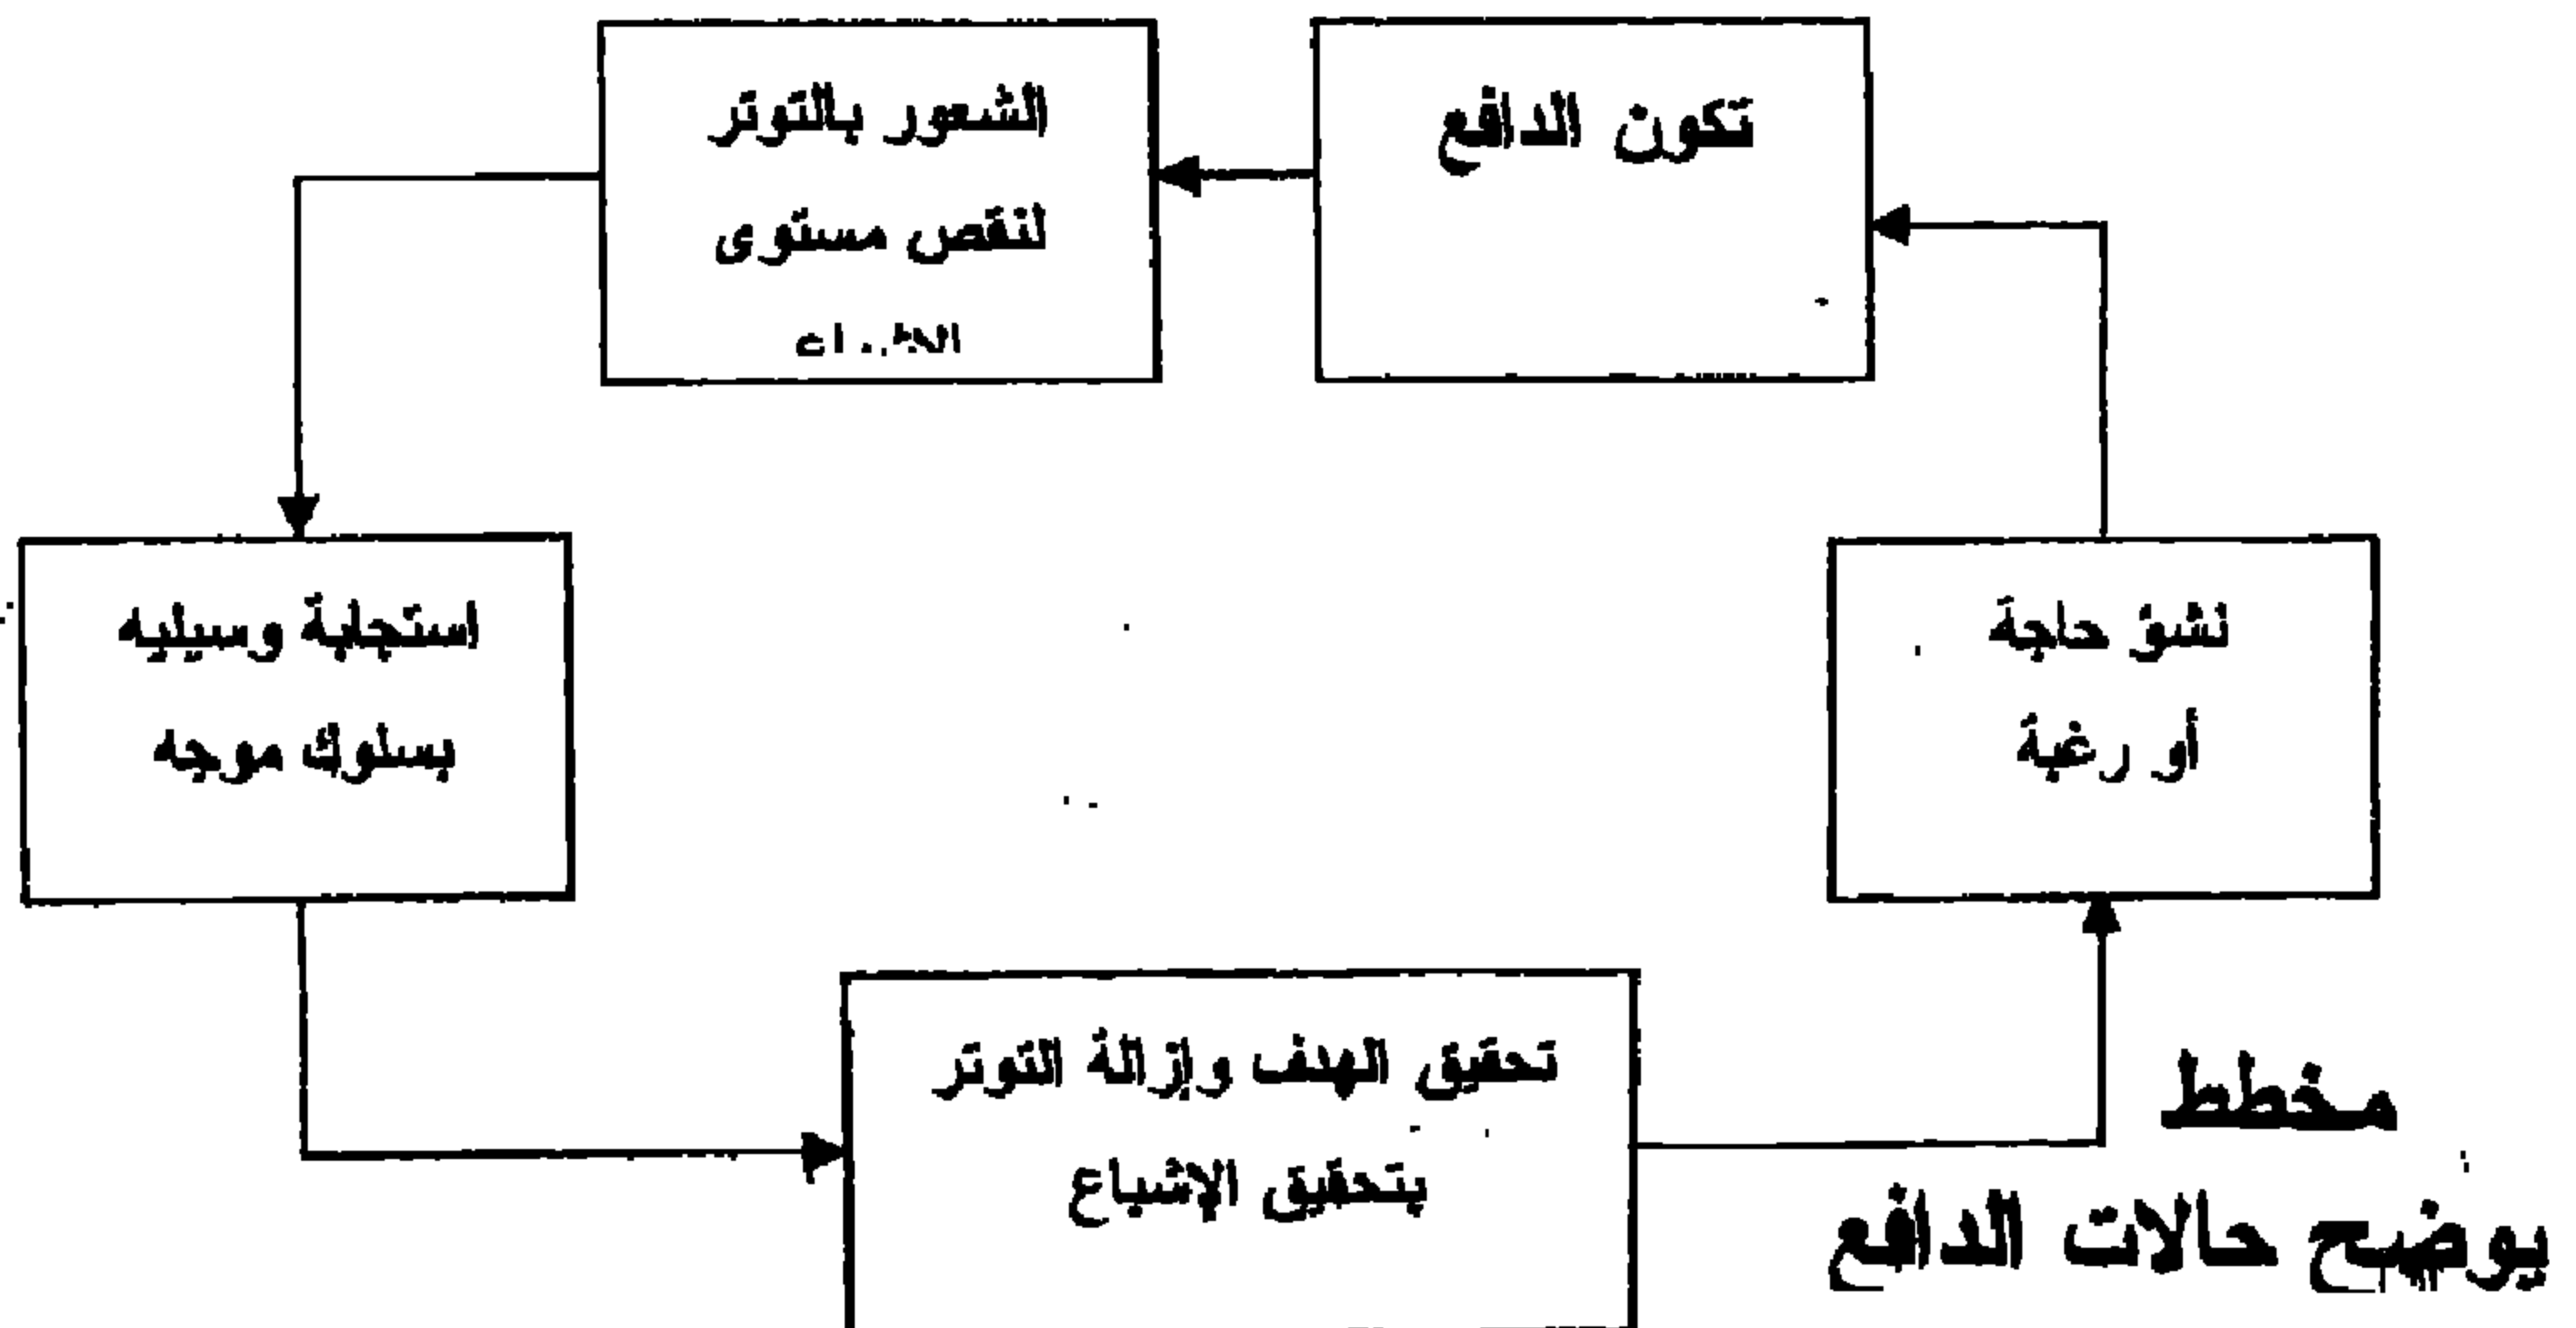 تكون الدافع
الشعور بالتوتر
لنقص مستوى
نشؤ حاجة
أو رغبة
استجابة وسيليه
بسلوك موجه
تحقيق الهدف وإزالة التوتر
بتحقيق الإشباع
مخطط
يوضح حالات الدافع